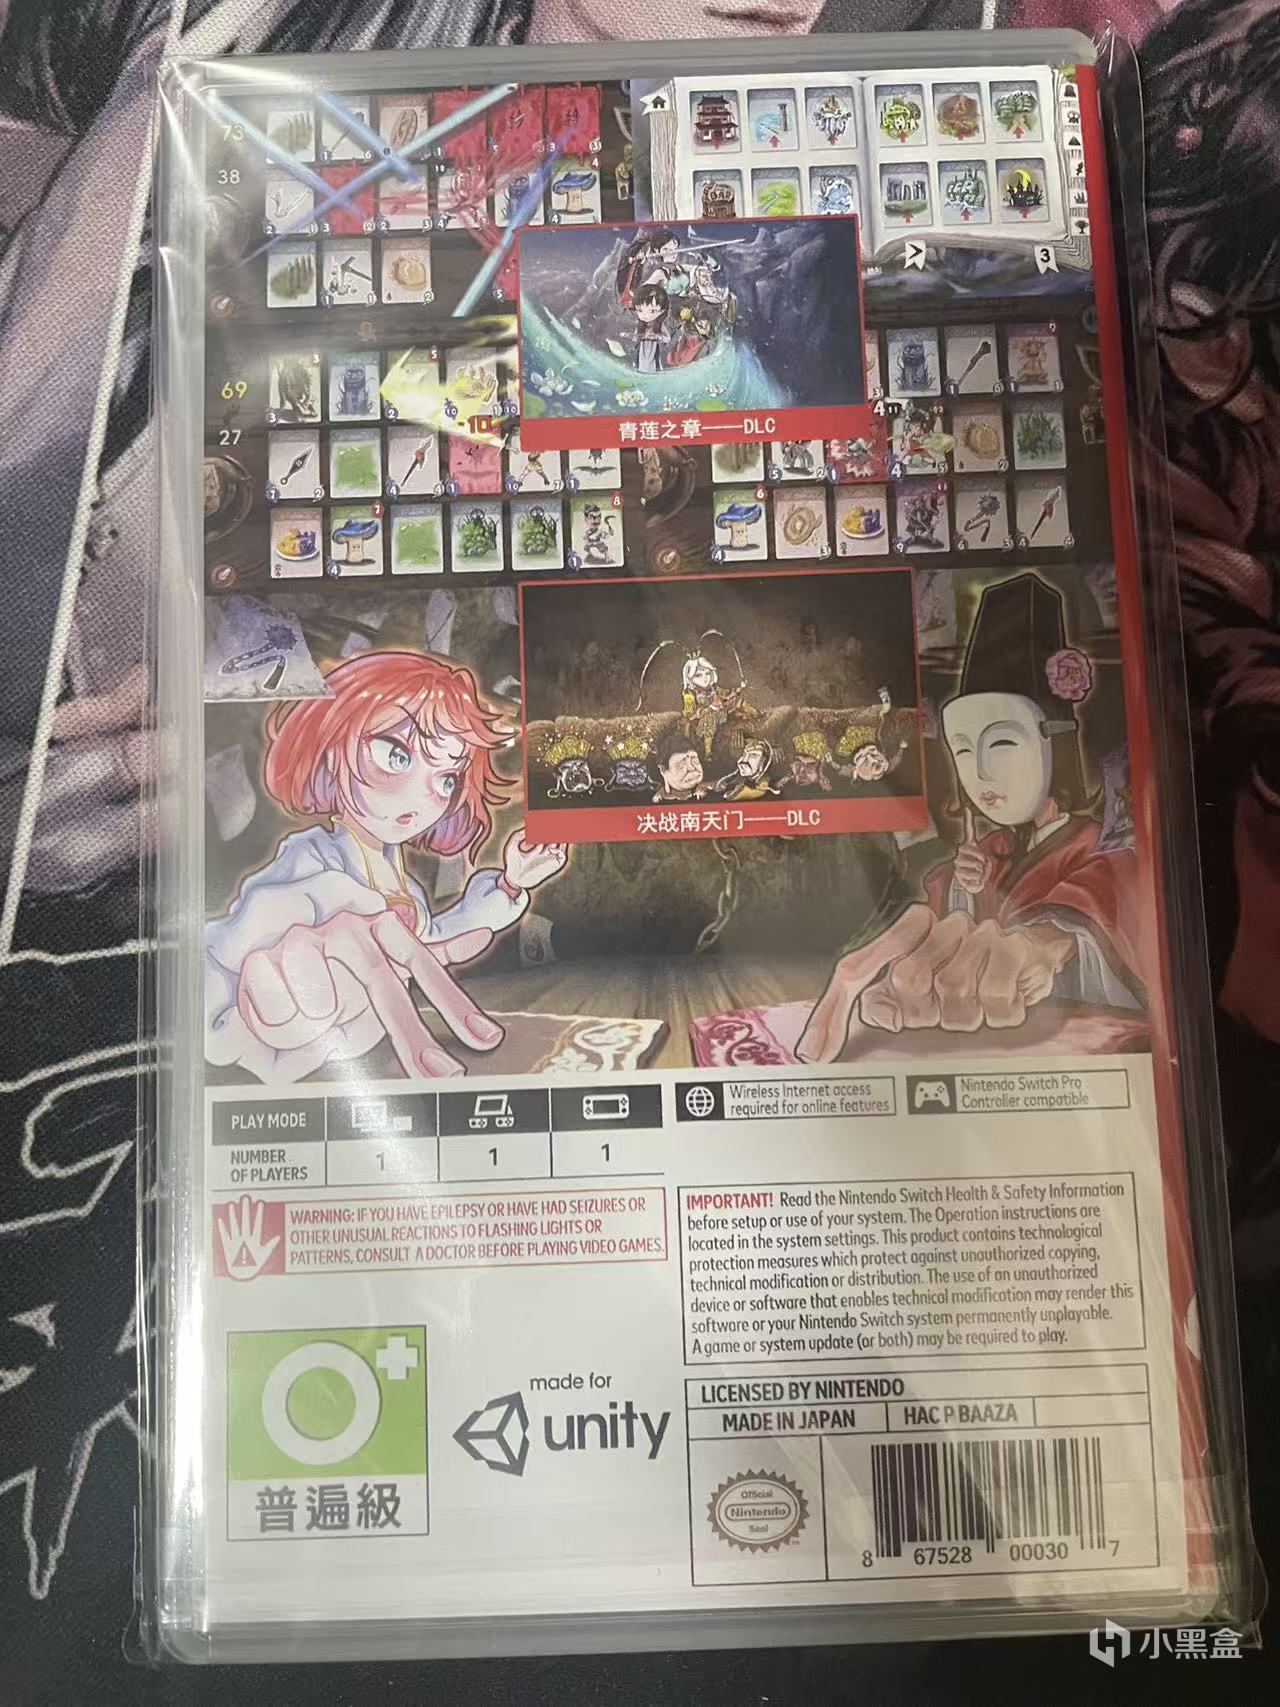 73
38
3
69
27
-10
青莲之章——DLC
决战南天门——DLC
PLAY MODE
NUMBER
OF PLAYERS
1
1
1
Wireless Internet access
required for online features
Nintendo Switch Pro
Controller compatible
WARNING: IF YOU HAVE EPILEPSY OR HAVE HAD SEIZURES OR
OTHER UNUSUAL REACTIONS TO FLASHING LIGHTS OR
PATTERNS, CONSULT A DOCTOR BEFORE PLAYING VIDEO GAMES.
IMPORTANT! Read the Nintendo Switch Health & Safety Information
before setup or use of your system. The Operation instructions are
located in the system settings. This product contains technological
protection measures which protect against unauthorized copying,
technical modification or distribution. The use of an unauthorized
device or software that enables technical modification may render this
software or your Nintendo Switch system permanently unplayable.
A game or system update (or both) may be required to play.
普遍級
made for
unity
LICENSED BY NINTENDO
MADE IN JAPAN
HAC P BAAZA
Official
Nintendo
Seal
8 67528 00030 7
小黑盒